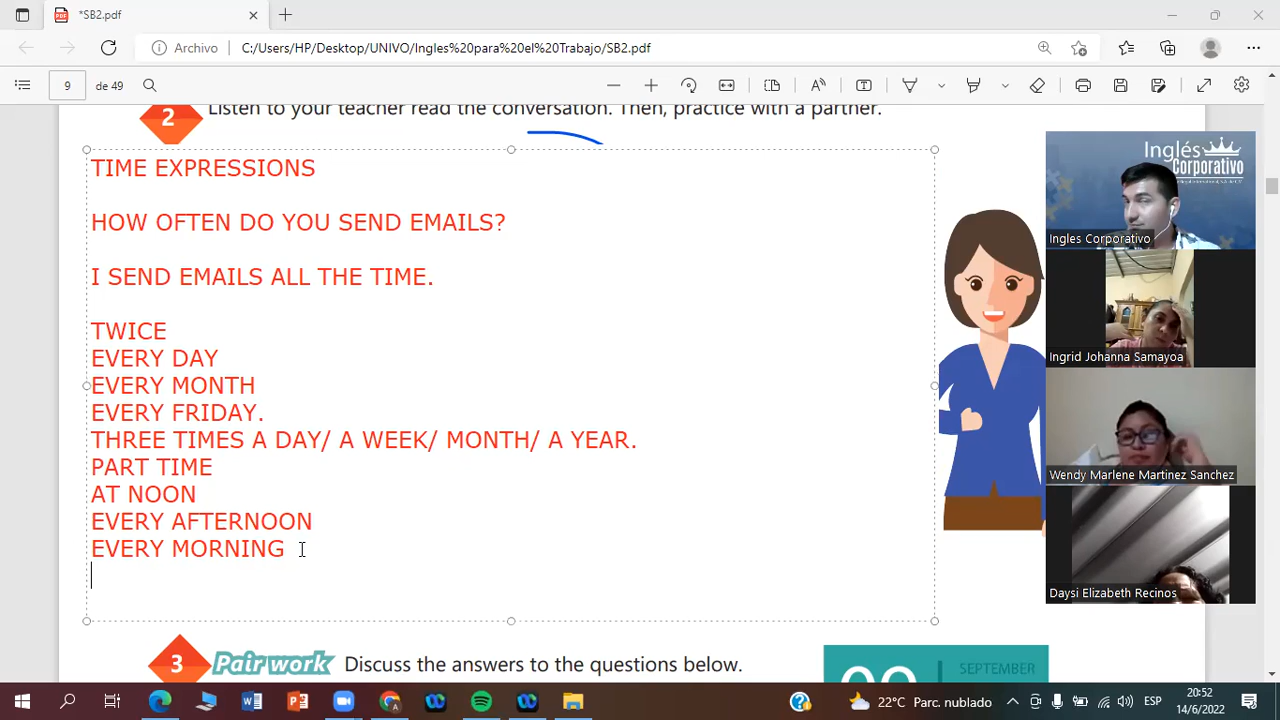 *SB2.pdf
Archivo
C:/Users/HP/Desktop/UNIVO/Ingles%20para%20el%20Trabajo/SB2.pdf
9 de 49
2 Listen to your teacher read the conversation. Then, practice with a partner.
TIME EXPRESSIONS
HOW OFTEN DO YOU SEND EMAILS?
I SEND EMAILS ALL THE TIME.
TWICE
EVERY DAY
EVERY MONTH
EVERY FRIDAY.
THREE TIMES A DAY/ A WEEK/ MONTH/ A YEAR.
PART TIME
AT NOON
EVERY AFTERNOON
EVERY MORNING
Inglés
Corporativo
Ingles Corporativo
Ingrid Johanna Samayoa
Wendy Marlene Martinez Sanchez
Daysi Elizabeth Recinos
3 Pair work Discuss the answers to the questions below.
SEPTEMBER
22°C Parc. nublado
ESP
20:52
14/6/2022